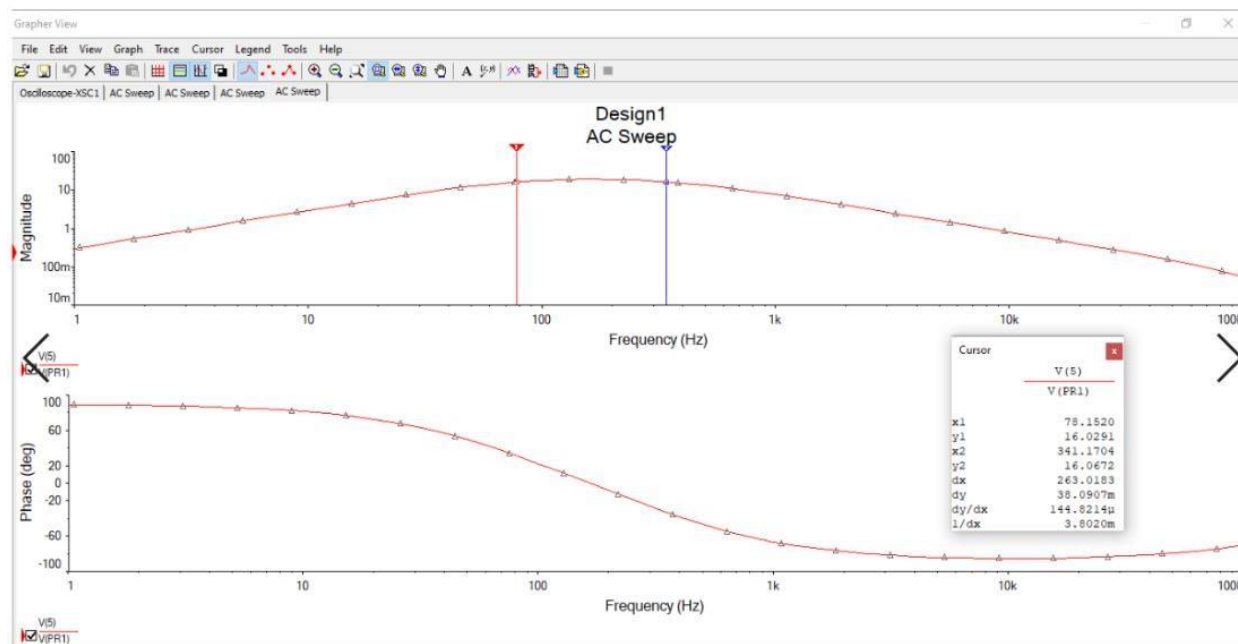 Grapher View
File Edit View Graph Trace Cursor Legend Tools Help
Osciloscope-XSC1 AC Sweep AC Sweep AC Sweep AC Sweep
Design1
AC Sweep
Magnitude
100
10
1
100m
10m
1 10 100 1k 10k 100k
Frequency (Hz)
V(5)
V(PR1)
Cursor x
V(5)
V(PR1)
x1 78.1520
y1 16.0291
x2 341.1704
y2 16.0672
dx 263.0183
dy 38.0907m
dy/dx 144.8214µ
1/dx 3.8020m
Phase (deg)
100
60
20
0
-20
-60
-100
1 10 100 1k 10k
Frequency (Hz)
V(5)
V(PR1)